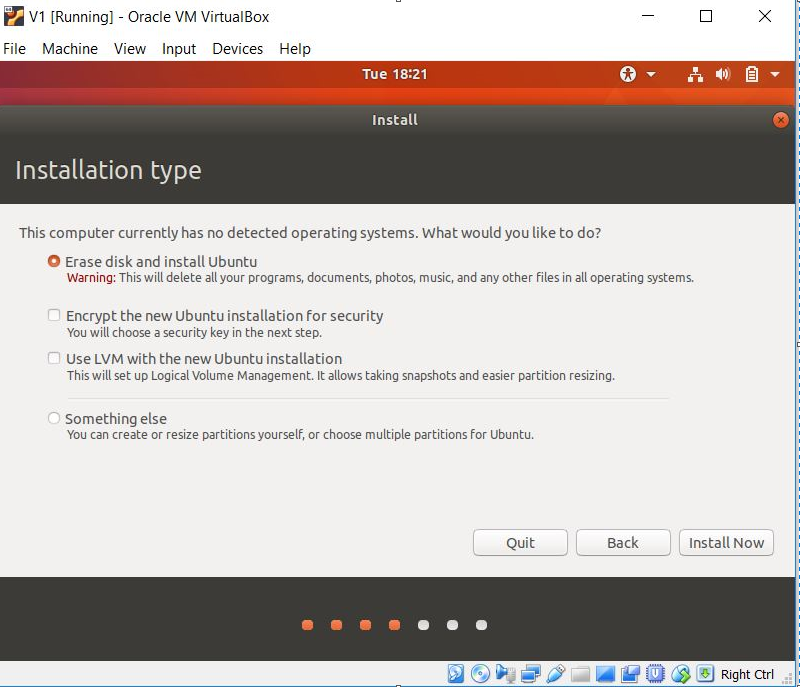 V1 [Running] - Oracle VM VirtualBox
File Machine View Input Devices Help
Tue 18:21
Install
Installation type
This computer currently has no detected operating systems. What would you like to do?
Erase disk and install Ubuntu
Warning: This will delete all your programs, documents, photos, music, and any other files in all operating systems.
Encrypt the new Ubuntu installation for security
You will choose a security key in the next step.
Use LVM with the new Ubuntu installation
This will set up Logical Volume Management. It allows taking snapshots and easier partition resizing.
Something else
You can create or resize partitions yourself, or choose multiple partitions for Ubuntu.
Quit Back Install Now
Right Ctrl